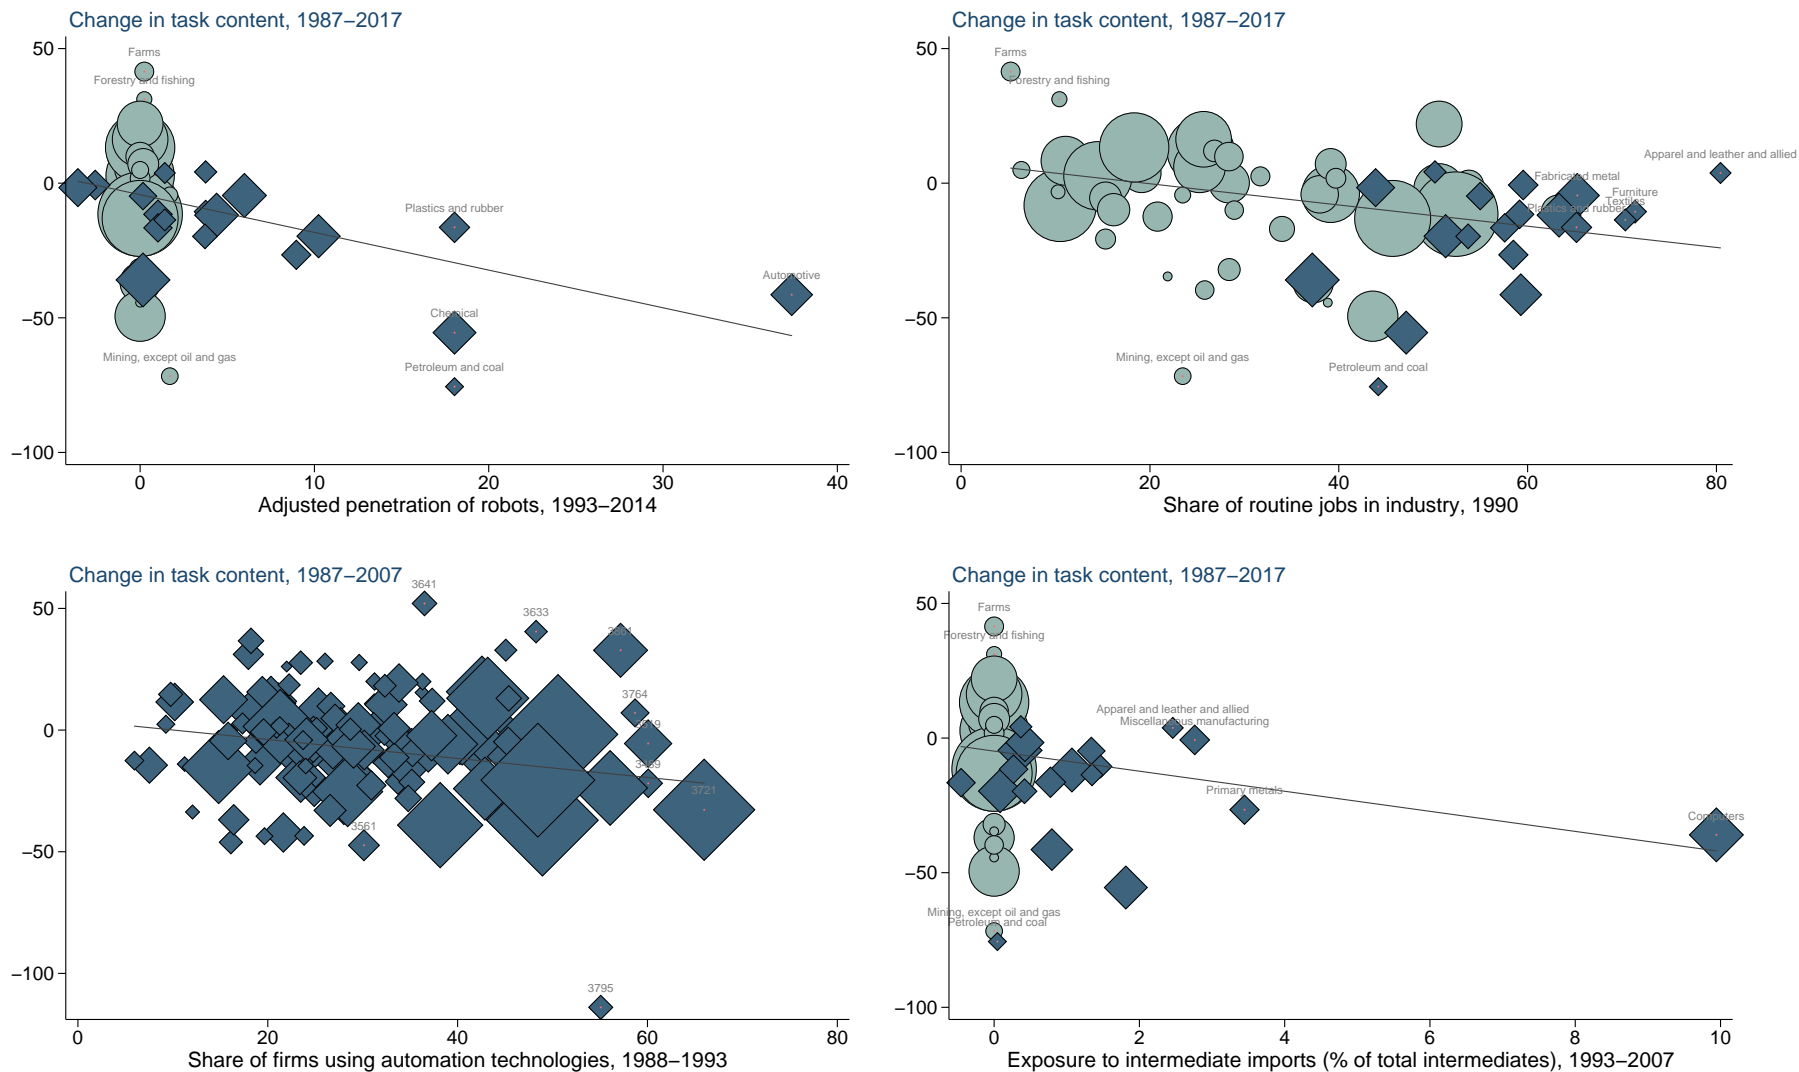 Change in task content, 1987−2017
50
0
−50
−100
Farms
Forestry and fishing
Plastics and rubber
Automotive
Chemical
Petroleum and coal
Mining, except oil and gas
0
10
20
30
40
Adjusted penetration of robots, 1993−2014
Change in task content, 1987−2017
50
0
−50
−100
Farms
Forestry and fishing
Apparel and leather and allied
Fabricated metal
Furniture
Textiles
Plastics and rubber
Mining, except oil and gas
Petroleum and coal
0
20
40
60
80
Share of routine jobs in industry, 1990
Change in task content, 1987−2007
50
0
−50
−100
3641
3633
3764
3489
3721
3561
3795
0
20
40
60
80
Share of firms using automation technologies, 1988−1993
Change in task content, 1987−2017
50
0
−50
−100
Farms
Forestry and fishing
Apparel and leather and allied
Miscellaneous manufacturing
Primary metals
Computers
Mining, except oil and gas
Petroleum and coal
0
2
4
6
8
10
Exposure to intermediate imports (% of total intermediates), 1993−2007